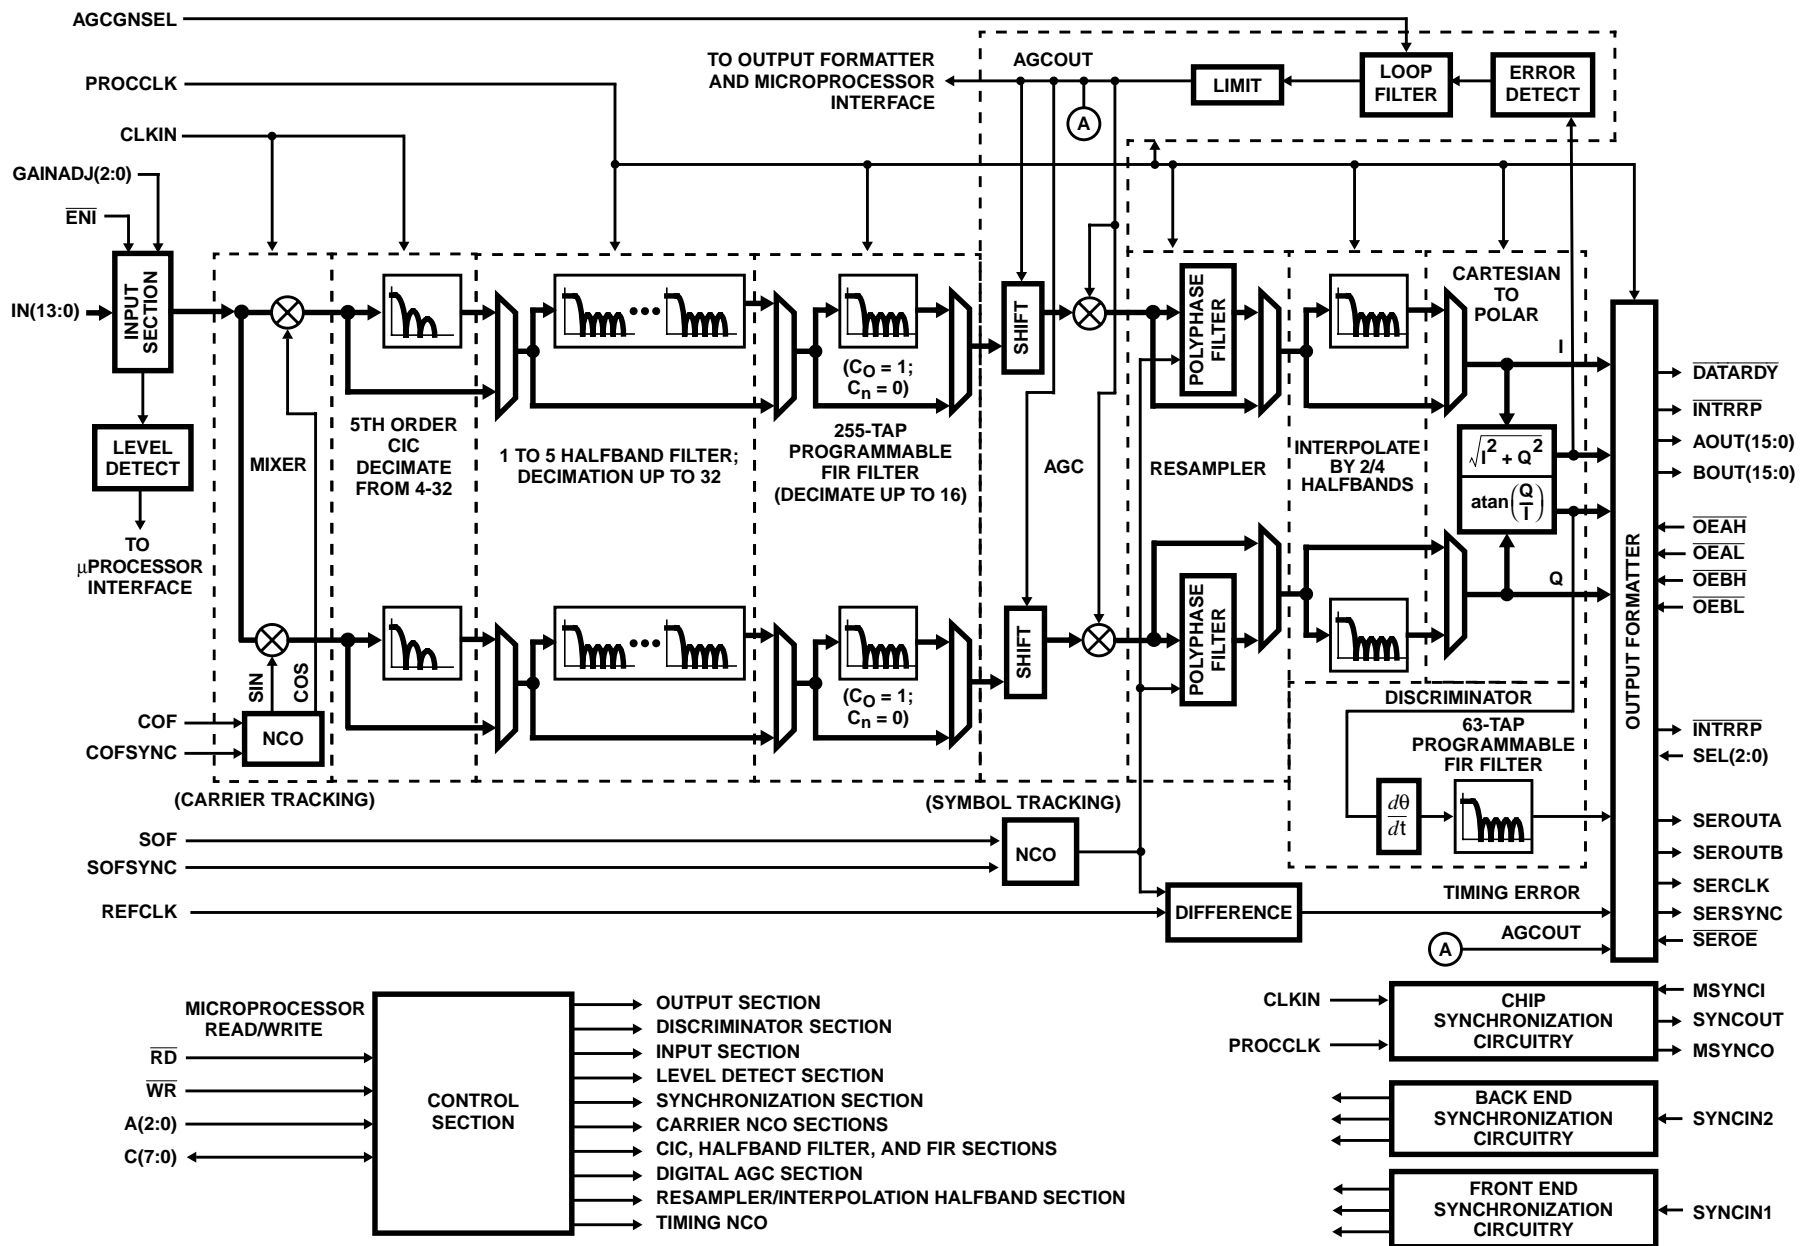 AGCGNSEL
PROCCLK
CLKIN
GAINADJ(2:0)
ENI
IN(13:0)
INPUT
SECTION
LEVEL
DETECT
TO
µPROCESSOR
INTERFACE
TO OUTPUT FORMATTER
AND MICROPROCESSOR
INTERFACE
AGCOUT
A
LIMIT
LOOP
FILTER
ERROR
DETECT
MIXER
SIN
COS
COF
COFSYNC
NCO
(CARRIER TRACKING)
5TH ORDER
CIC
DECIMATE
FROM 4-32
1 TO 5 HALFBAND FILTER;
DECIMATION UP TO 32
(CO = 1;
Cn = 0)
255-TAP
PROGRAMMABLE
FIR FILTER
(DECIMATE UP TO 16)
(CO = 1;
Cn = 0)
SHIFT
SHIFT
AGC
POLYPHASE
FILTER
RESAMPLER
POLYPHASE
FILTER
INTERPOLATE
BY 2/4
HALFBANDS
CARTESIAN
TO
POLAR
I
√I2 + Q2
atan(Q/I)
Q
DISCRIMINATOR
63-TAP
PROGRAMMABLE
FIR FILTER
dθ
dt
OUTPUT FORMATTER
DATARDY
INTRRP
AOUT(15:0)
BOUT(15:0)
OEAH
OEAL
OEBH
OEBL
INTRRP
SEL(2:0)
SEROUTA
SEROUTB
SERCLK
SERSYNC
SEROE
(SYMBOL TRACKING)
SOF
SOFSYNC
NCO
REFCLK
DIFFERENCE
TIMING ERROR
A
AGCOUT
MICROPROCESSOR
READ/WRITE
RD
WR
A(2:0)
C(7:0)
CONTROL
SECTION
OUTPUT SECTION
DISCRIMINATOR SECTION
INPUT SECTION
LEVEL DETECT SECTION
SYNCHRONIZATION SECTION
CARRIER NCO SECTIONS
CIC, HALFBAND FILTER, AND FIR SECTIONS
DIGITAL AGC SECTION
RESAMPLER/INTERPOLATION HALFBAND SECTION
TIMING NCO
CLKIN
PROCCLK
CHIP
SYNCHRONIZATION
CIRCUITRY
MSYNCI
SYNCOUT
MSYNCO
BACK END
SYNCHRONIZATION
CIRCUITRY
SYNCIN2
FRONT END
SYNCHRONIZATION
CIRCUITRY
SYNCIN1